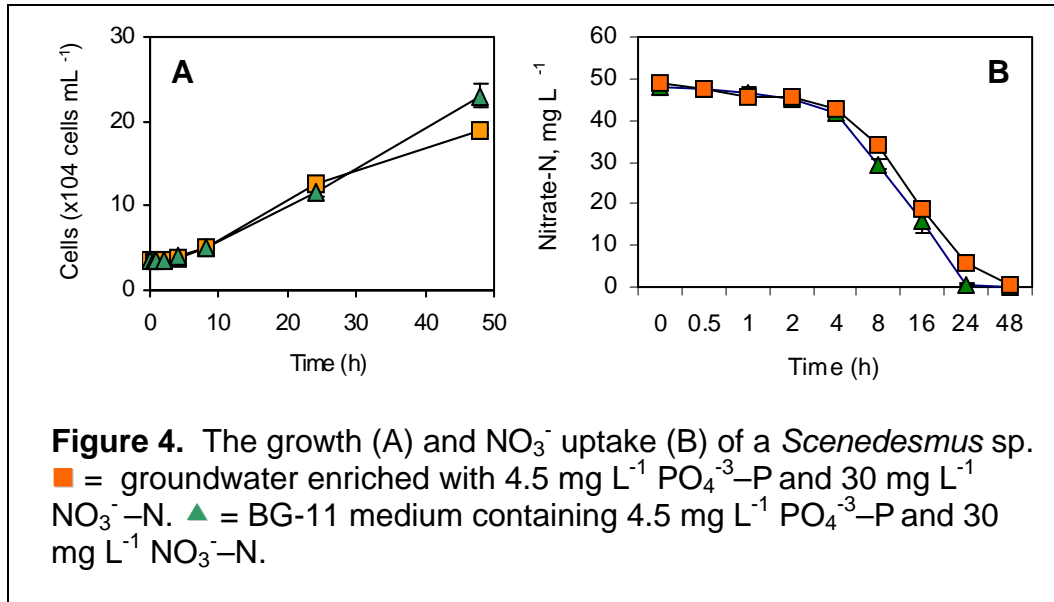 30
20
10
0
A
Cells (x104 cells mL -1)
0 10 20 30 40 50
Time (h)
60
50
40
30
20
10
0
B
Nitrate-N, mg L -1
0 0.5 1 2 4 8 16 24 48
Time (h)
Figure 4. The growth (A) and NO3- uptake (B) of a Scenedesmus sp.
■ = groundwater enriched with 4.5 mg L-1 PO4-3–P and 30 mg L-1
NO3- –N. ▲ = BG-11 medium containing 4.5 mg L-1 PO4-3–P and 30
mg L-1 NO3-–N.